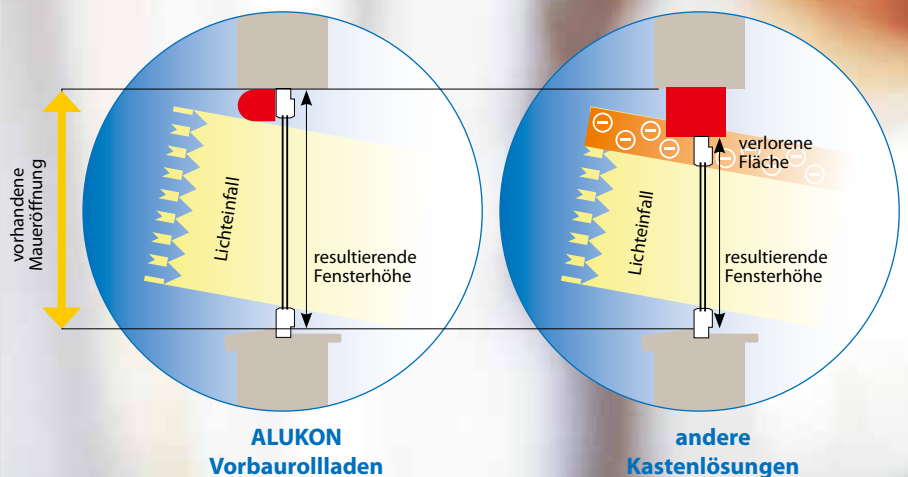 vorhandene
Maueröffnung
Lichteinfall
resultierende
Fensterhöhe
ALUKON
Vorbaurollladen
verlorene
Fläche
Lichteinfall
resultierende
Fensterhöhe
andere
Kastenlösungen